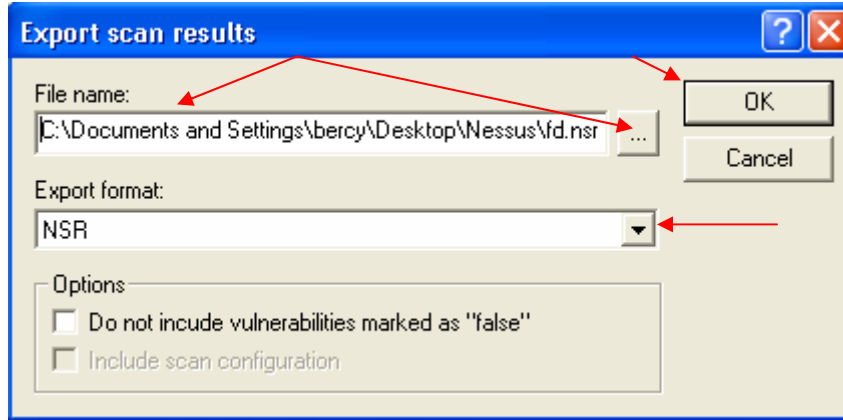 Export scan results
File name:
C:\Documents and Settings\bercy\Desktop\Nessus\fd.nsr
...
OK
Cancel
Export format:
NSR
Options
Do not incude vulnerabilities marked as "false"
Include scan configuration